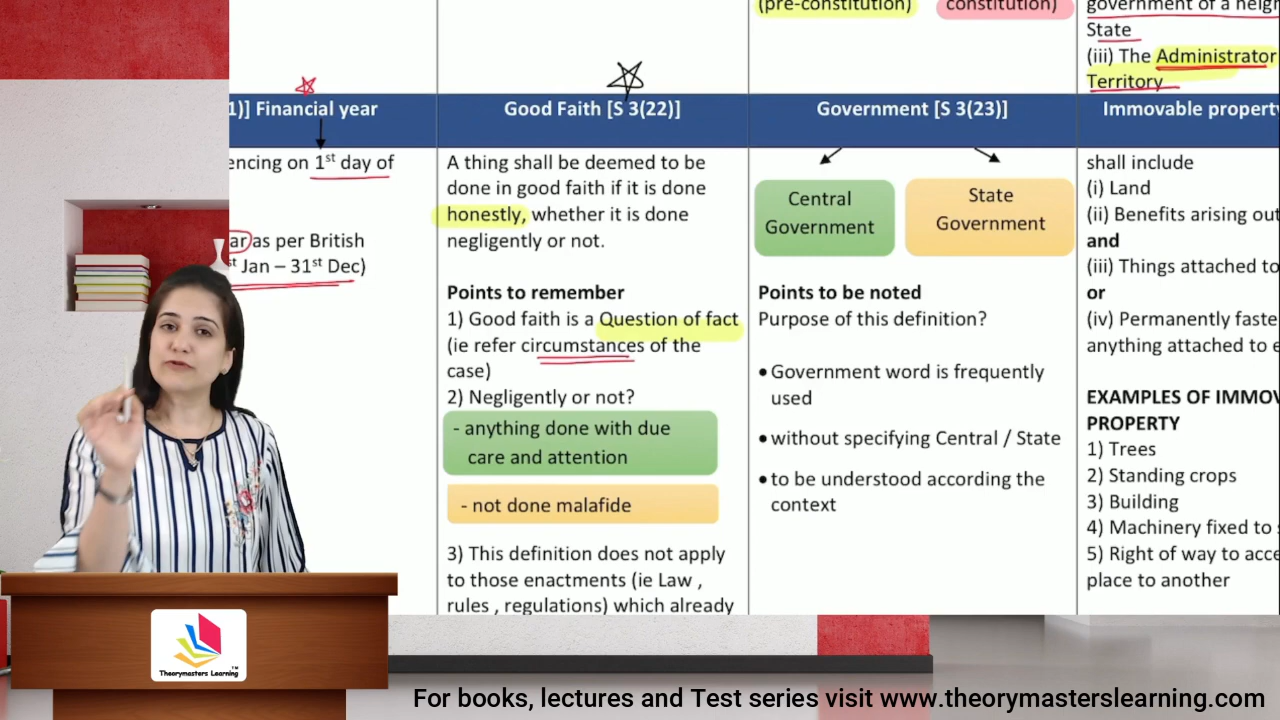 (pre-constitution)
constitution)
government of a neigh
State
(iii) The Administrator
Territory
1)] Financial year
Good Faith [S 3(22)]
Government [S 3(23)]
Immovable property
encing on 1st day of
ar as per British
st Jan – 31st Dec)
A thing shall be deemed to be
done in good faith if it is done
honestly, whether it is done
negligently or not.
Points to remember
1) Good faith is a Question of fact
(ie refer circumstances of the
case)
2) Negligently or not?
- anything done with due
care and attention
- not done malafide
3) This definition does not apply
to those enactments (ie Law ,
rules , regulations) which already
Central
Government
State
Government
Points to be noted
Purpose of this definition?
• Government word is frequently
used
• without specifying Central / State
• to be understood according the
context
shall include
(i) Land
(ii) Benefits arising out
and
(iii) Things attached to
or
(iv) Permanently faste
anything attached to e
EXAMPLES OF IMMOV
PROPERTY
1) Trees
2) Standing crops
3) Building
4) Machinery fixed to
5) Right of way to acce
place to another
Theorymasters Learning™
For books, lectures and Test series visit www.theorymasterslearning.com